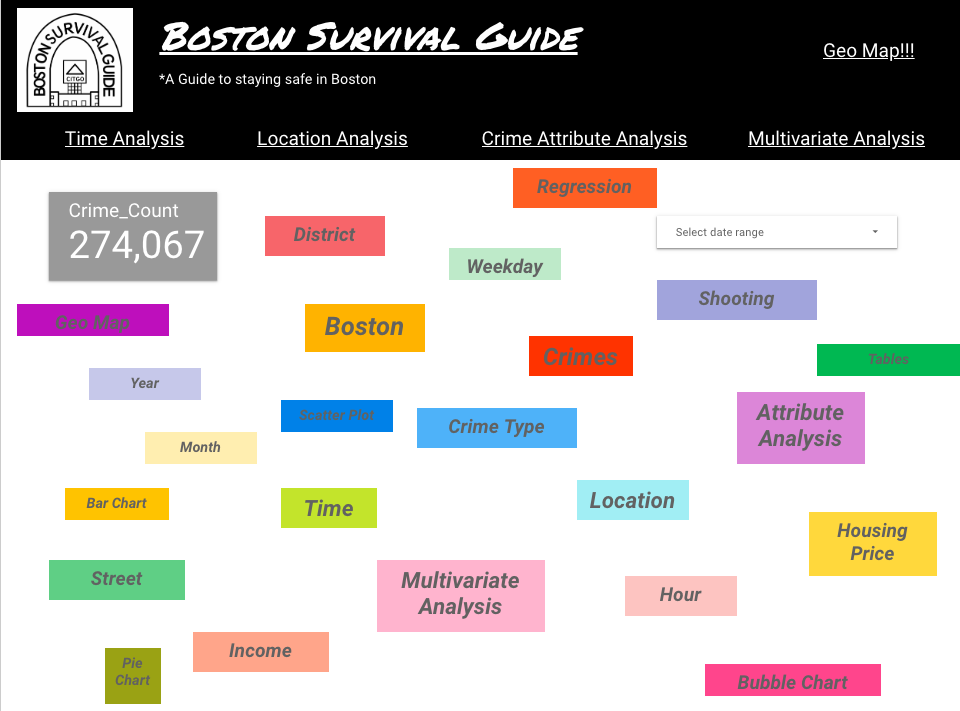 BOSTON SURVIVAL GUIDE
CITGO
Boston Survival Guide
*A Guide to staying safe in Boston
Geo Map!!!
Time Analysis
Location Analysis
Crime Attribute Analysis
Multivariate Analysis
Regression
Crime_Count
274,067
District
Select date range
Weekday
Shooting
Geo Map
Boston
Crimes
Tables
Year
Scatter Plot
Crime Type
Attribute
Analysis
Month
Bar Chart
Time
Location
Housing
Price
Street
Multivariate
Analysis
Hour
Income
Pie
Chart
Bubble Chart